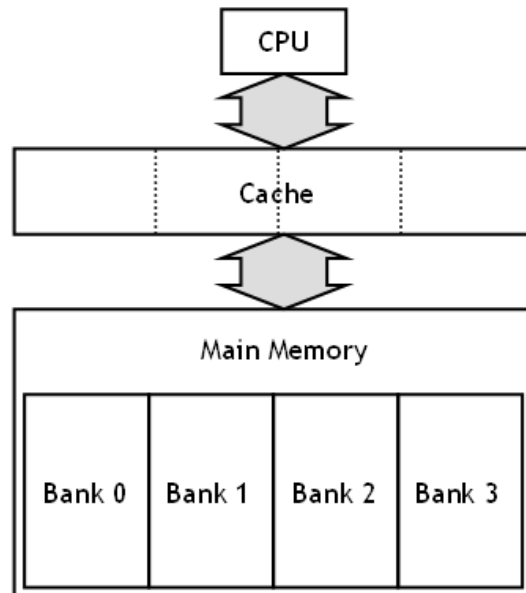 CPU
Cache
Main Memory
Bank 0
Bank 1
Bank 2
Bank 3